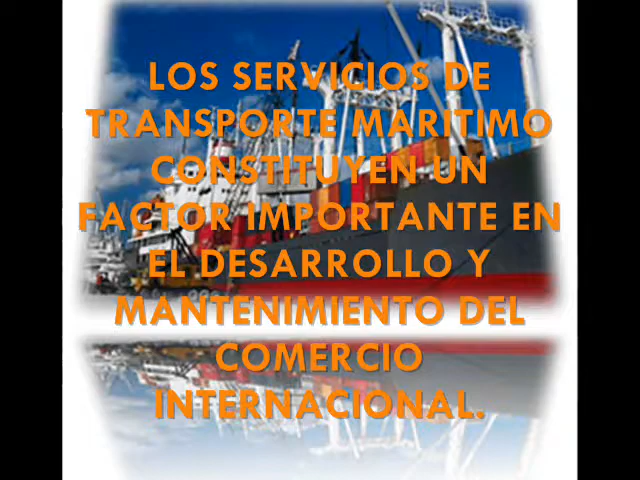 LOS SERVICIOS DE
TRANSPORTE MARITIMO
CONSTITUYEN UN
FACTOR IMPORTANTE EN
EL DESARROLLO Y
MANTENIMIENTO DEL
COMERCIO
INTERNACIONAL.